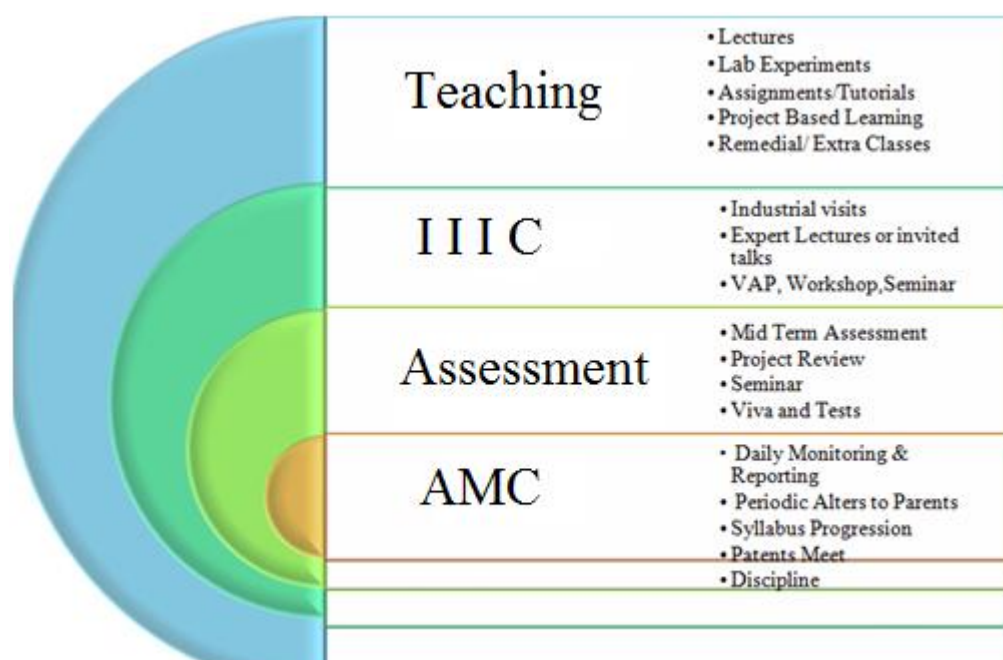 Teaching
• Lectures
• Lab Experiments
• Assignments/Tutorials
• Project Based Learning
• Remedial/ Extra Classes
I I I C
• Industrial visits
• Expert Lectures or invited
talks
• VAP, Workshop,Seminar
Assessment
• Mid Term Assessment
• Project Review
• Seminar
• Viva and Tests
AMC
• Daily Monitoring &
Reporting
• Periodic Alters to Parents
• Syllabus Progression
• Patents Meet
• Discipline